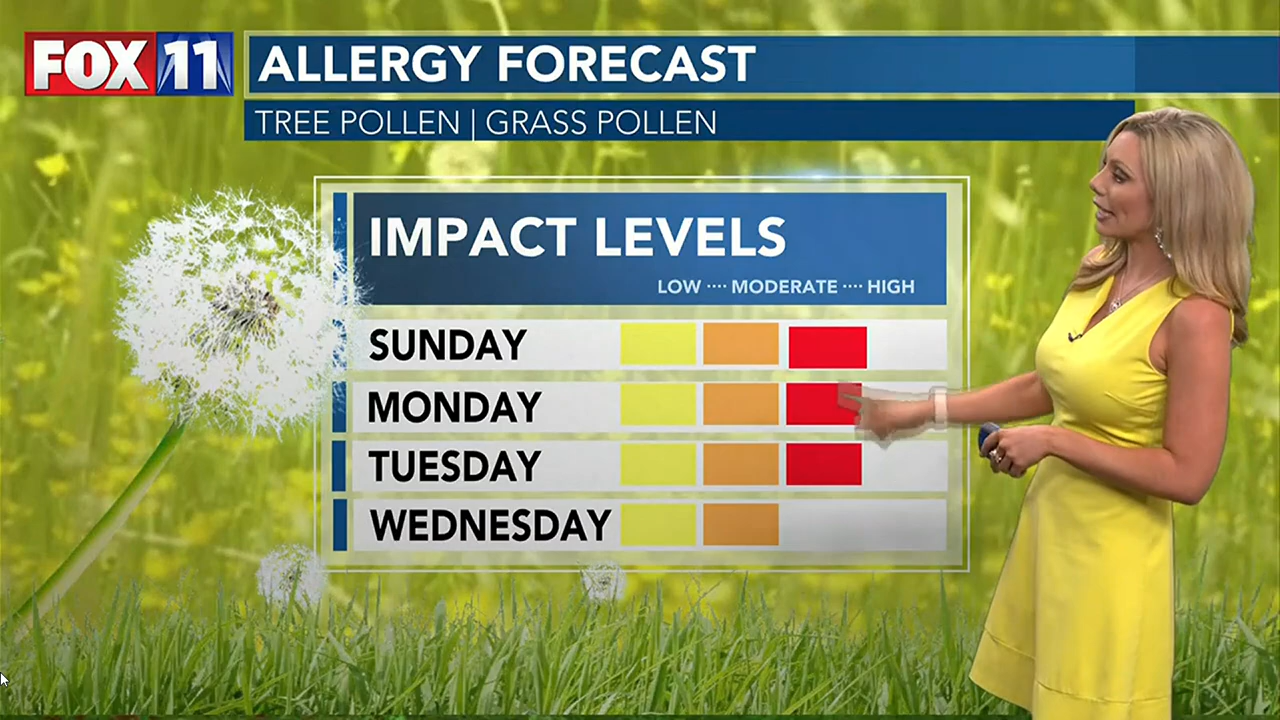 FOX 11
ALLERGY FORECAST
TREE POLLEN | GRASS POLLEN
IMPACT LEVELS
LOW ···· MODERATE ···· HIGH
SUNDAY
MONDAY
TUESDAY
WEDNESDAY